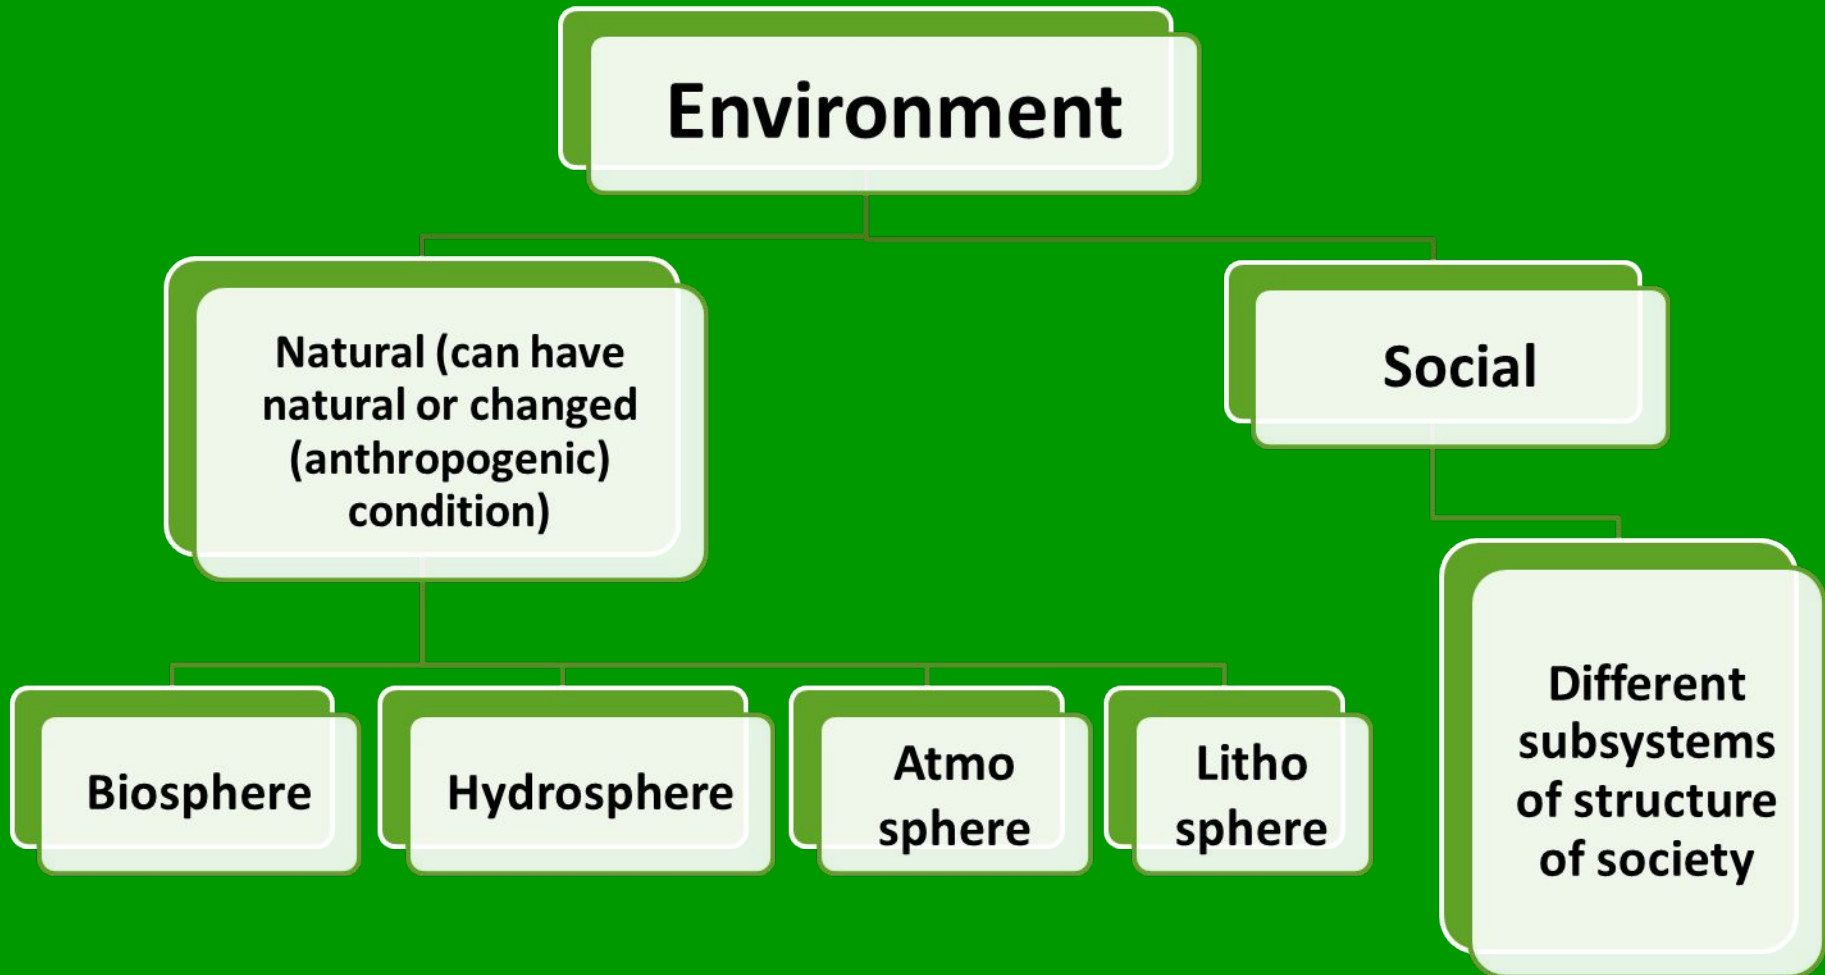 Environment
Natural (can have
natural or changed
(anthropogenic)
condition)
Social
Biosphere
Hydrosphere
Atmo
sphere
Litho
sphere
Different
subsystems
of structure
of society